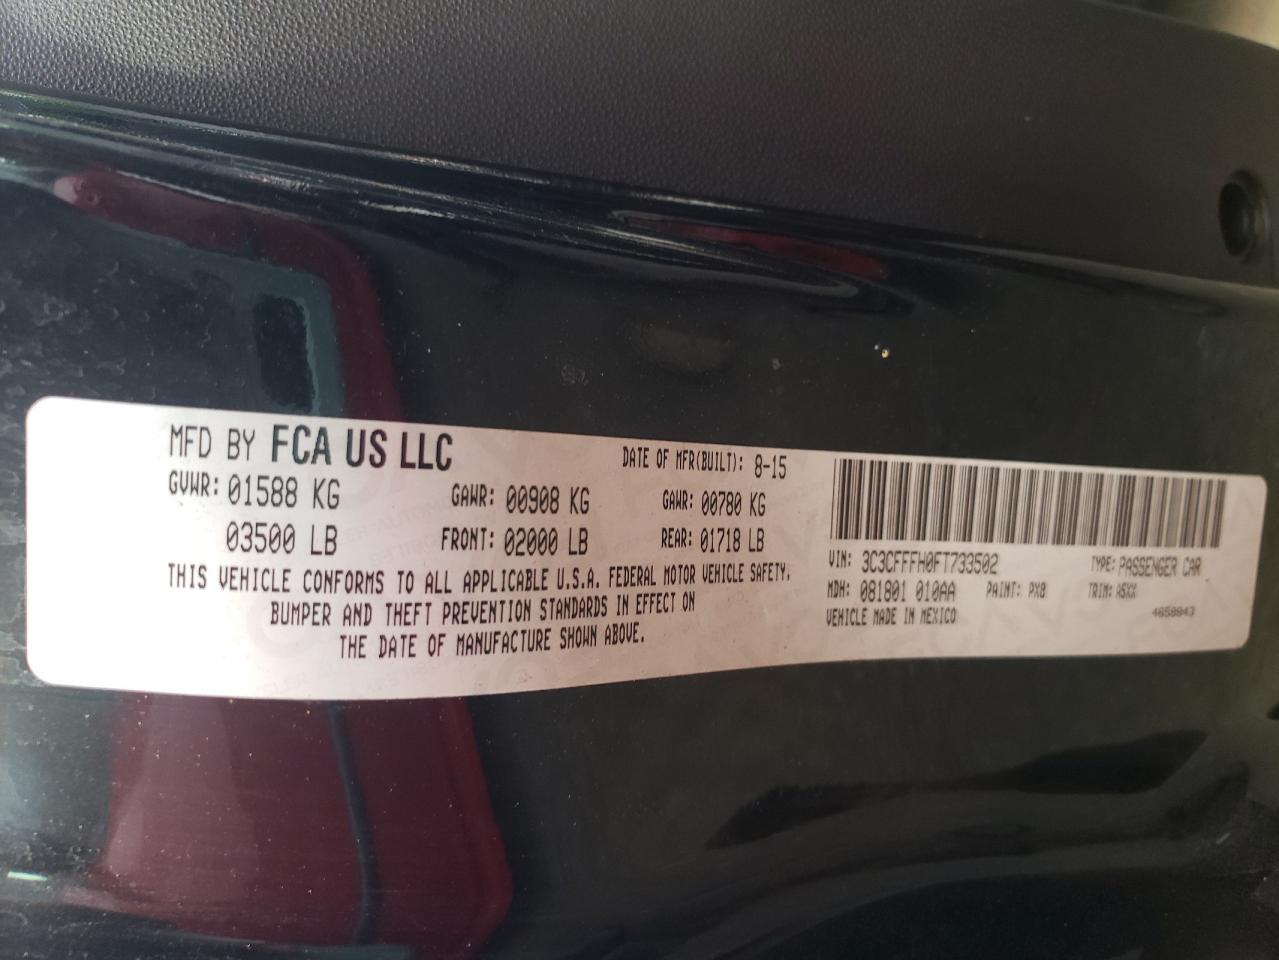 MFD BY FCA US LLC
DATE OF MFR(BUILT): 8-15
GVWR: 01588 KG GAWR: 00908 KG GAWR: 00780 KG
03500 LB FRONT: 02000 LB REAR: 01718 LB
THIS VEHICLE CONFORMS TO ALL APPLICABLE U.S.A. FEDERAL MOTOR VEHICLE SAFETY,
BUMPER AND THEFT PREVENTION STANDARDS IN EFFECT ON
THE DATE OF MANUFACTURE SHOWN ABOVE.
VIN: 3C3CFFFH0FT733502 TYPE: PASSENGER CAR
MDH: 081801 010AA PAINT: PX8 TRIM: A5XX
VEHICLE MADE IN MEXICO 4658843